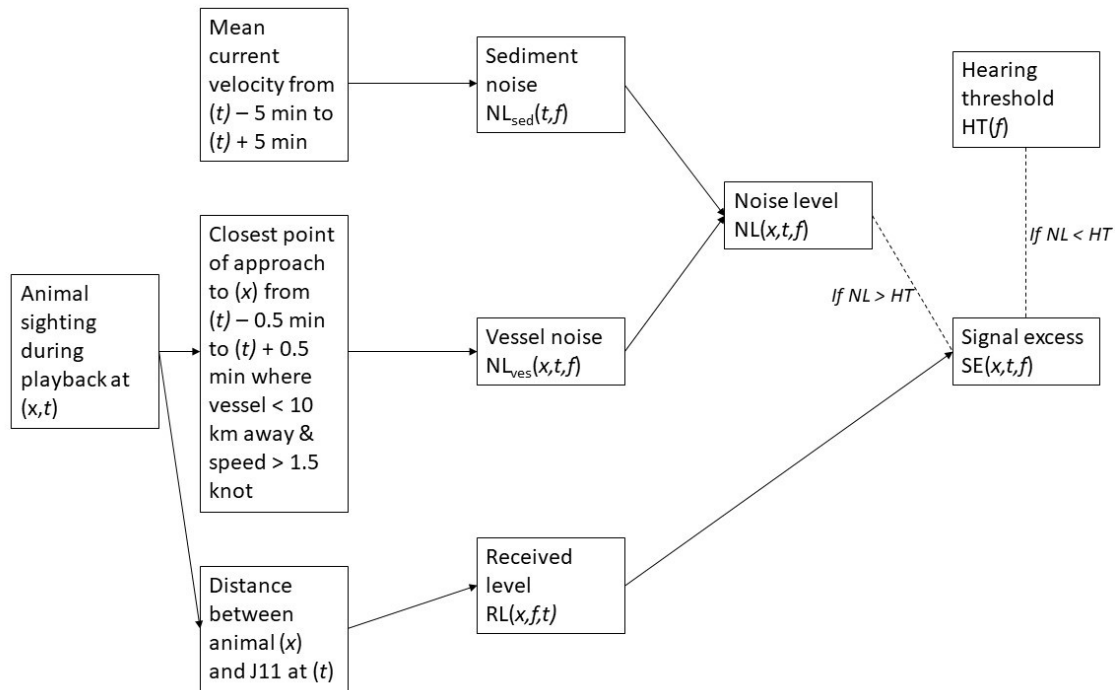 Mean
current
velocity from
(t) – 5 min to
(t) + 5 min
Sediment
noise
NLsed(t,f)
Hearing
threshold
HT(f)
Noise level
NL(x,t,f)
If NL < HT
If NL > HT
Animal
sighting
during
playback at
(x,t)
Closest point
of approach
to (x) from
(t) – 0.5 min
to (t) + 0.5
min where
vessel < 10
km away &
speed > 1.5
knot
Vessel noise
NLves(x,t,f)
Signal excess
SE(x,t,f)
Distance
between
animal (x)
and J11 at (t)
Received
level
RL(x,f,t)